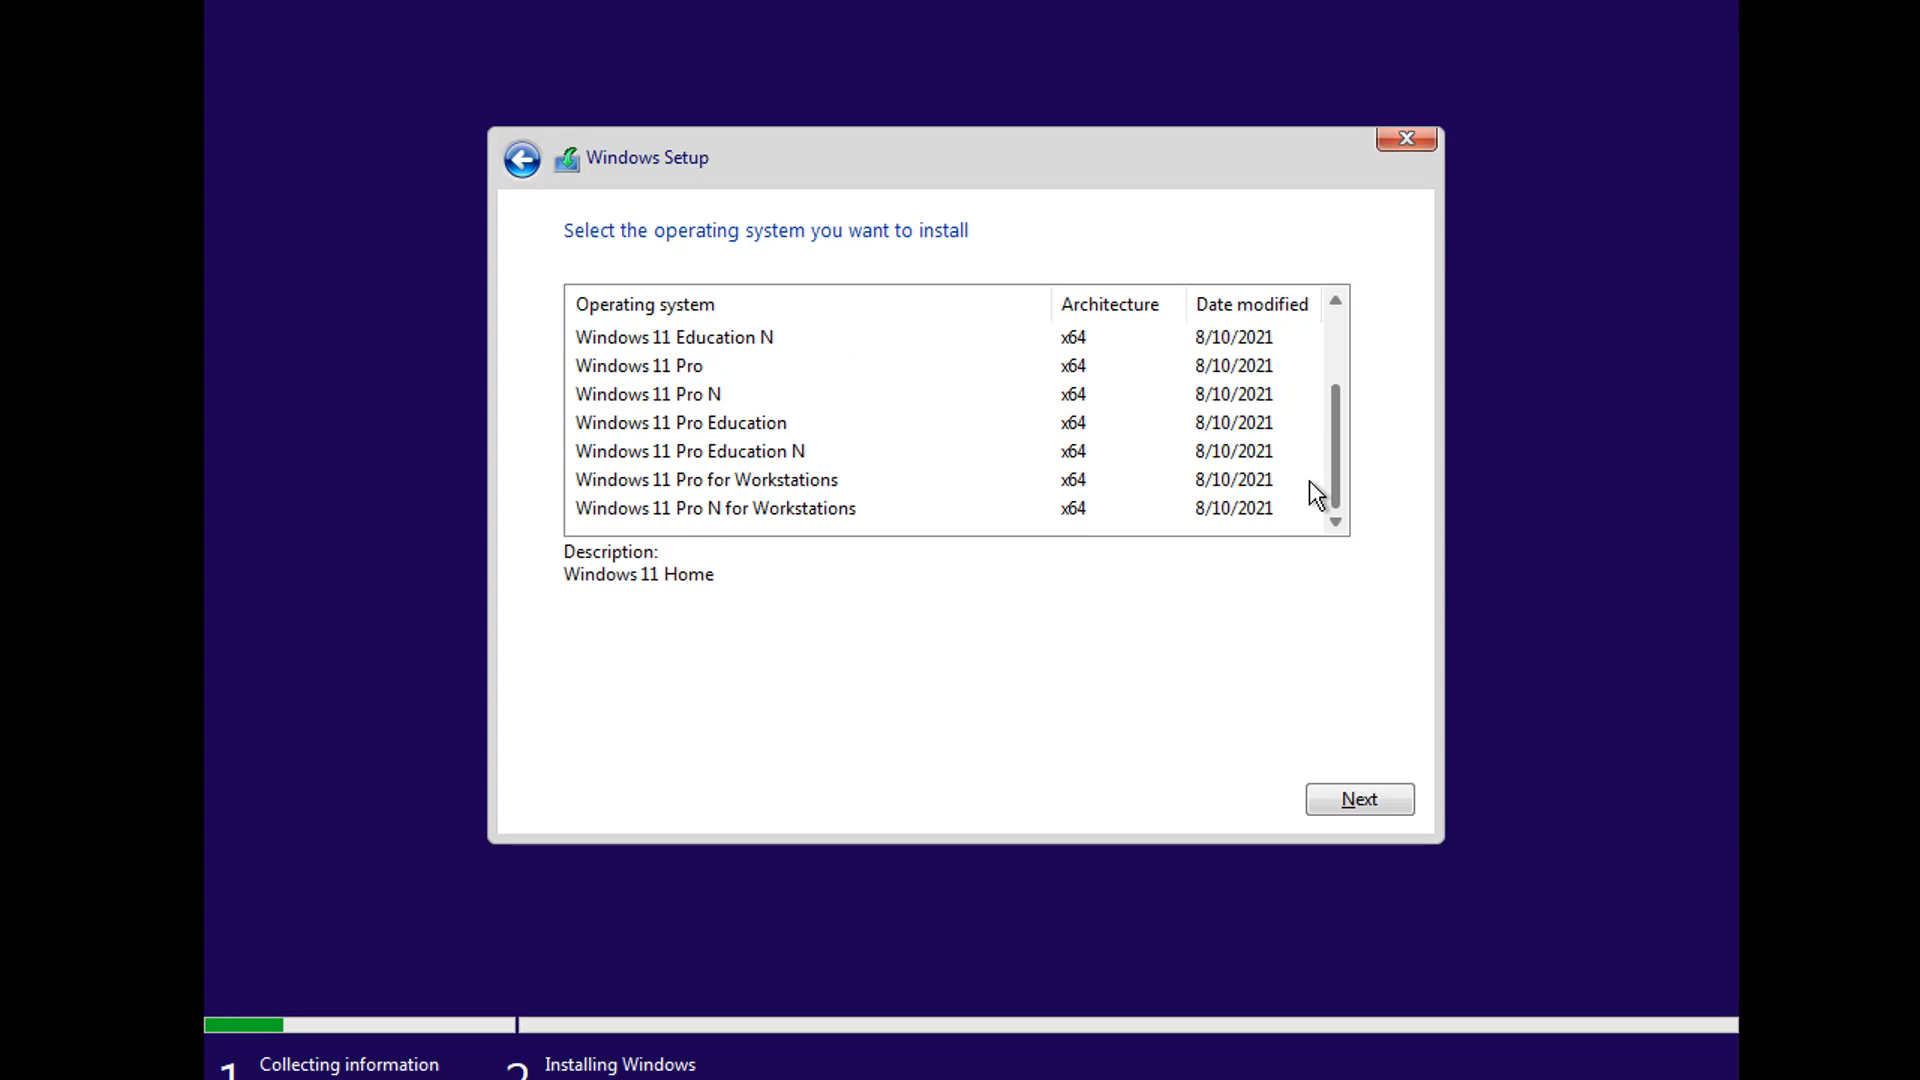 Windows Setup
Select the operating system you want to install
Operating system Architecture Date modified
Windows 11 Education N x64 8/10/2021
Windows 11 Pro x64 8/10/2021
Windows 11 Pro N x64 8/10/2021
Windows 11 Pro Education x64 8/10/2021
Windows 11 Pro Education N x64 8/10/2021
Windows 11 Pro for Workstations x64 8/10/2021
Windows 11 Pro N for Workstations x64 8/10/2021
Description:
Windows 11 Home
Next
1 Collecting information 2 Installing Windows